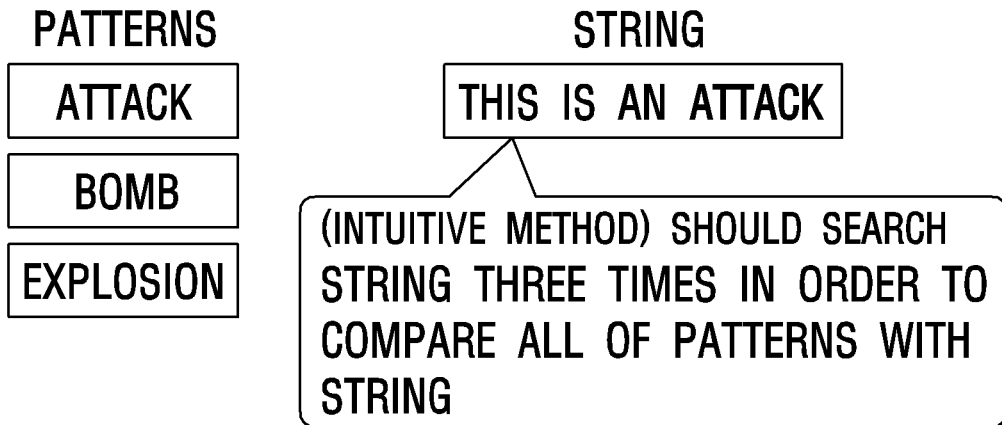 PATTERNS
ATTACK
BOMB
EXPLOSION
STRING
THIS IS AN ATTACK
(INTUITIVE METHOD) SHOULD SEARCH
STRING THREE TIMES IN ORDER TO
COMPARE ALL OF PATTERNS WITH
STRING